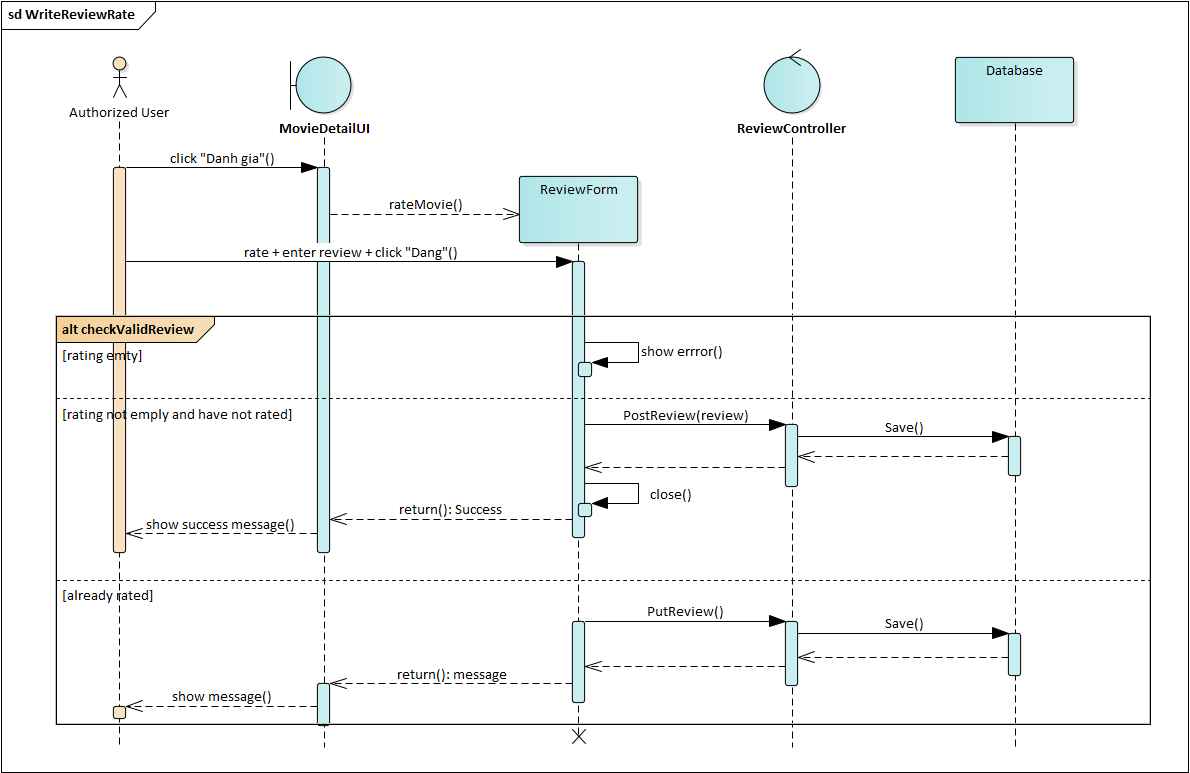 sd WriteReviewRate
Authorized User
MovieDetailUI
ReviewController
Database
click "Danh gia"()
ReviewForm
rateMovie()
rate + enter review + click "Dang"()
alt checkValidReview
[rating emty]
show errror()
[rating not emply and have not rated]
PostReview(review)
Save()
close()
return(): Success
show success message()
[already rated]
PutReview()
Save()
return(): message
show message()